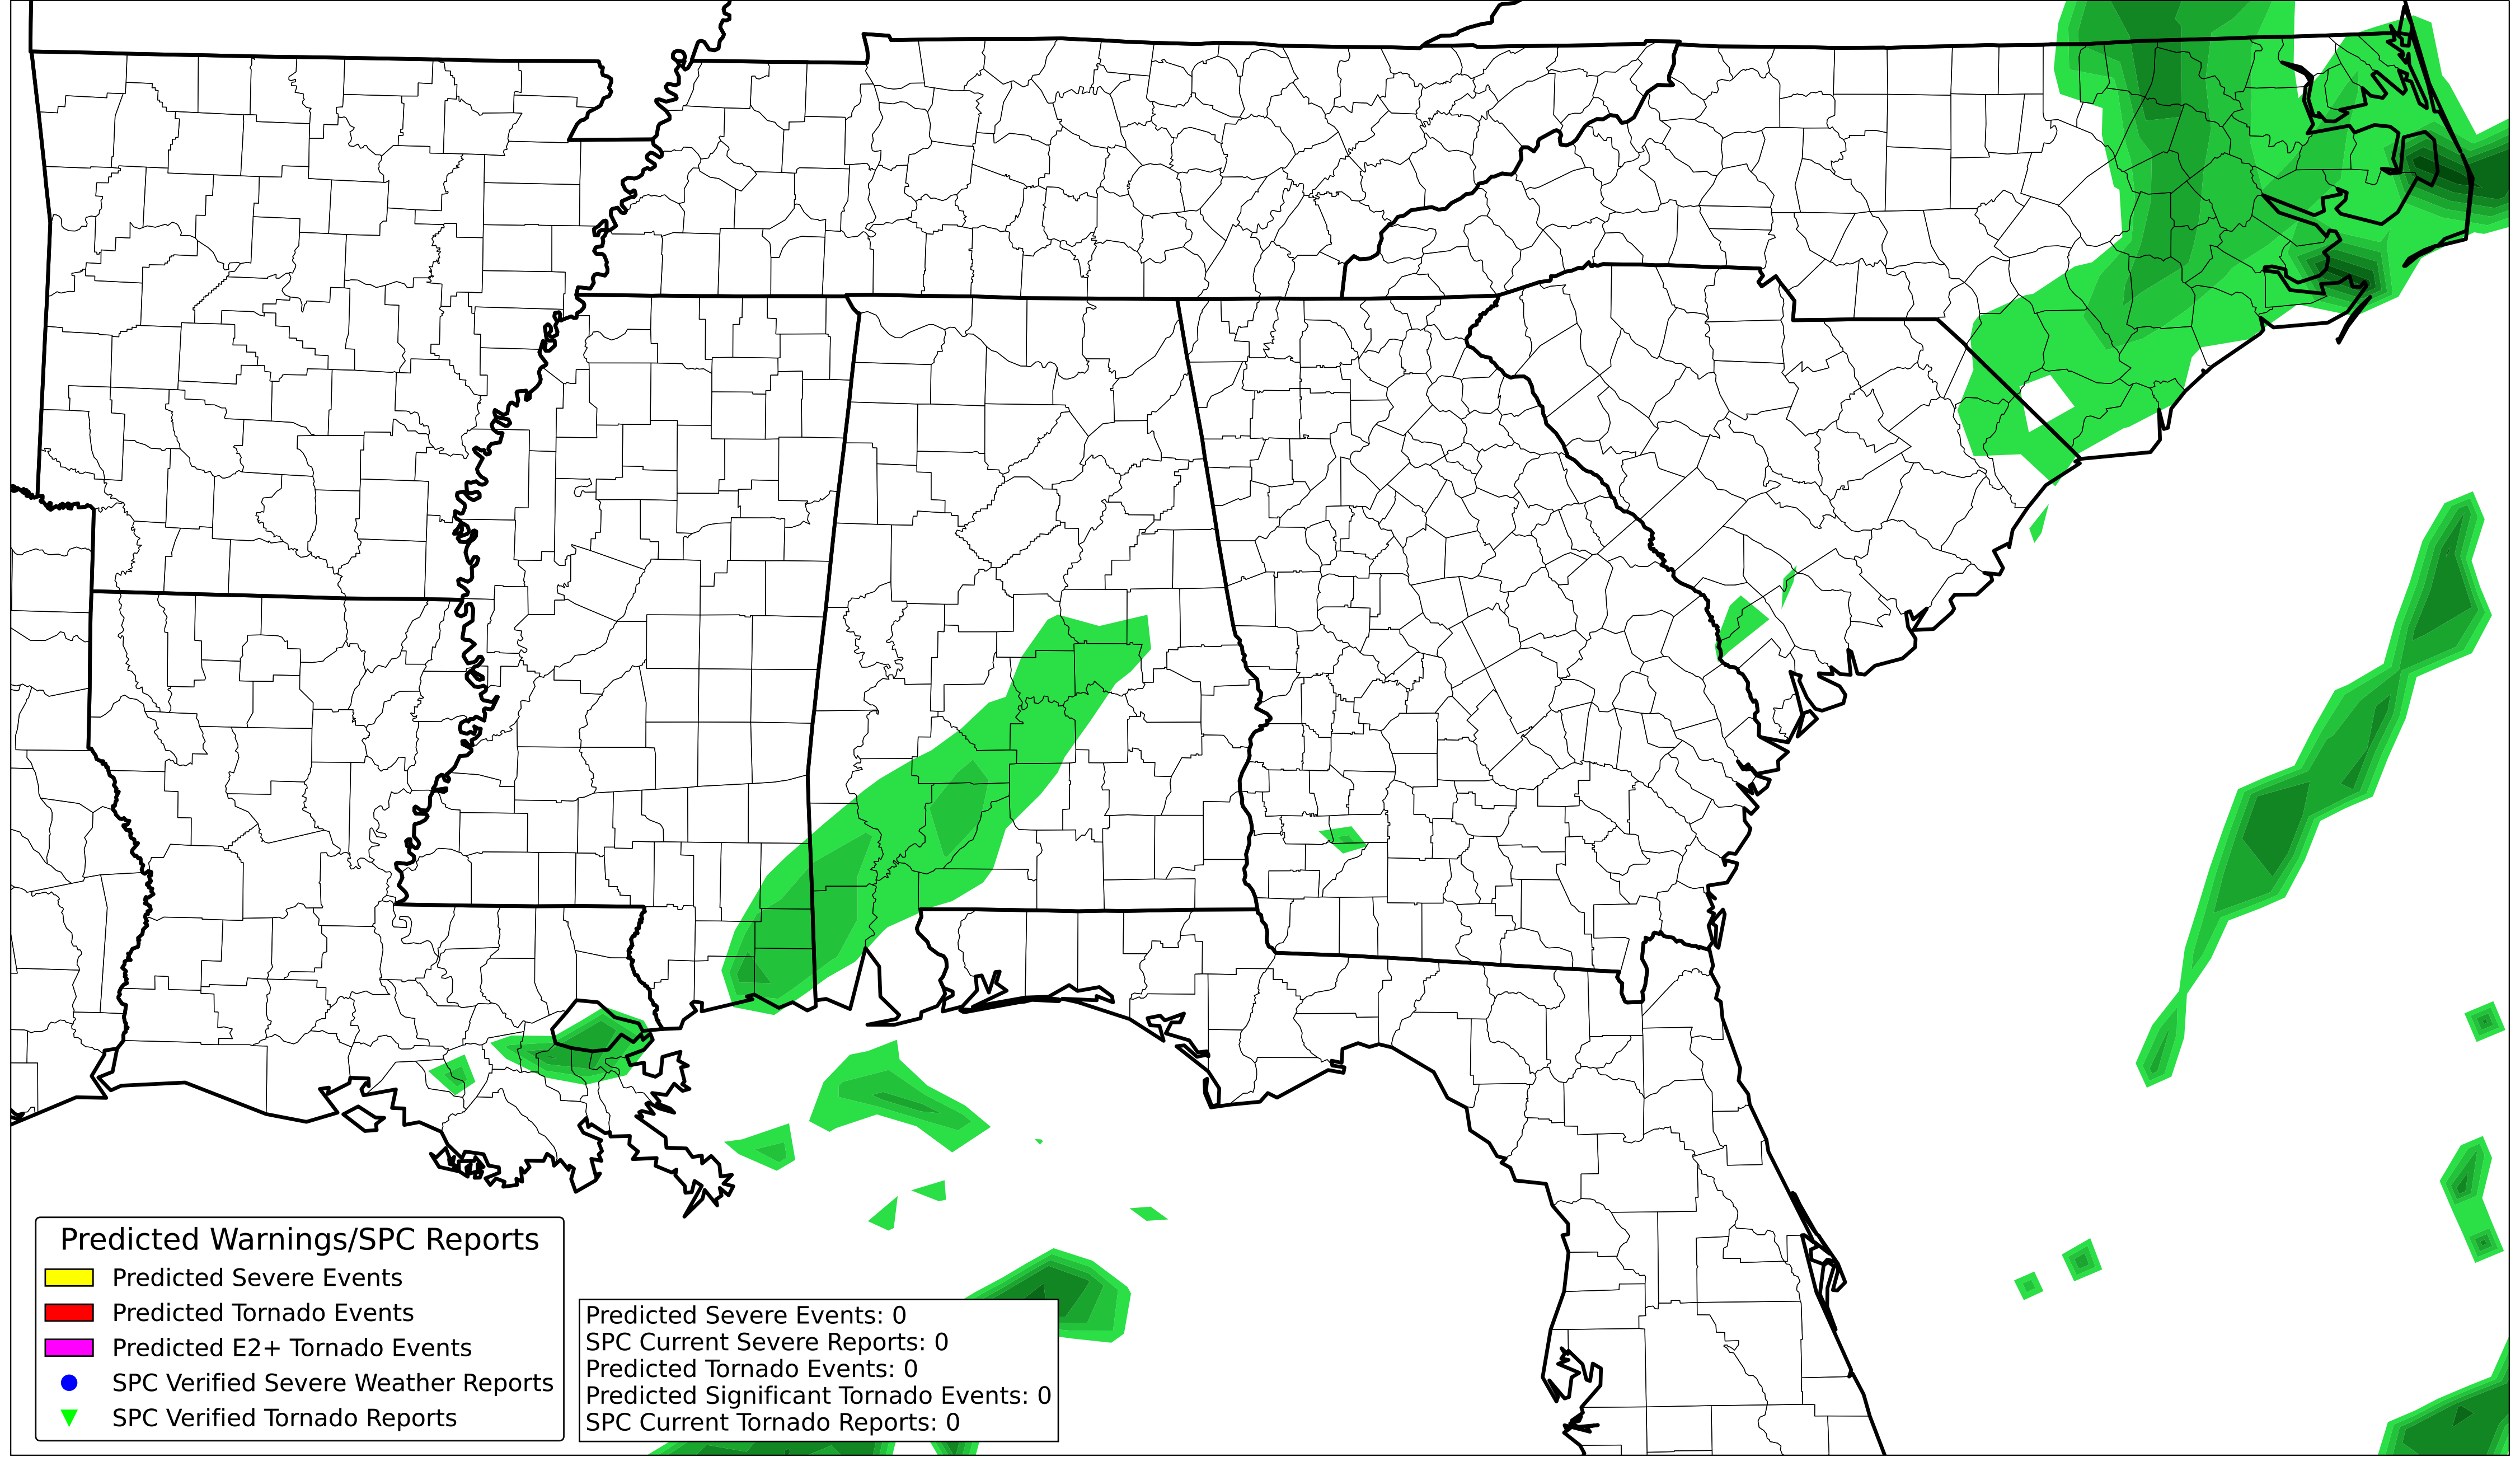 Predicted Warnings/SPC Reports
Predicted Severe Events
Predicted Tornado Events
Predicted E2+ Tornado Events
SPC Verified Severe Weather Reports
SPC Verified Tornado Reports
Predicted Severe Events: 0
SPC Current Severe Reports: 0
Predicted Tornado Events: 0
Predicted Significant Tornado Events: 0
SPC Current Tornado Reports: 0